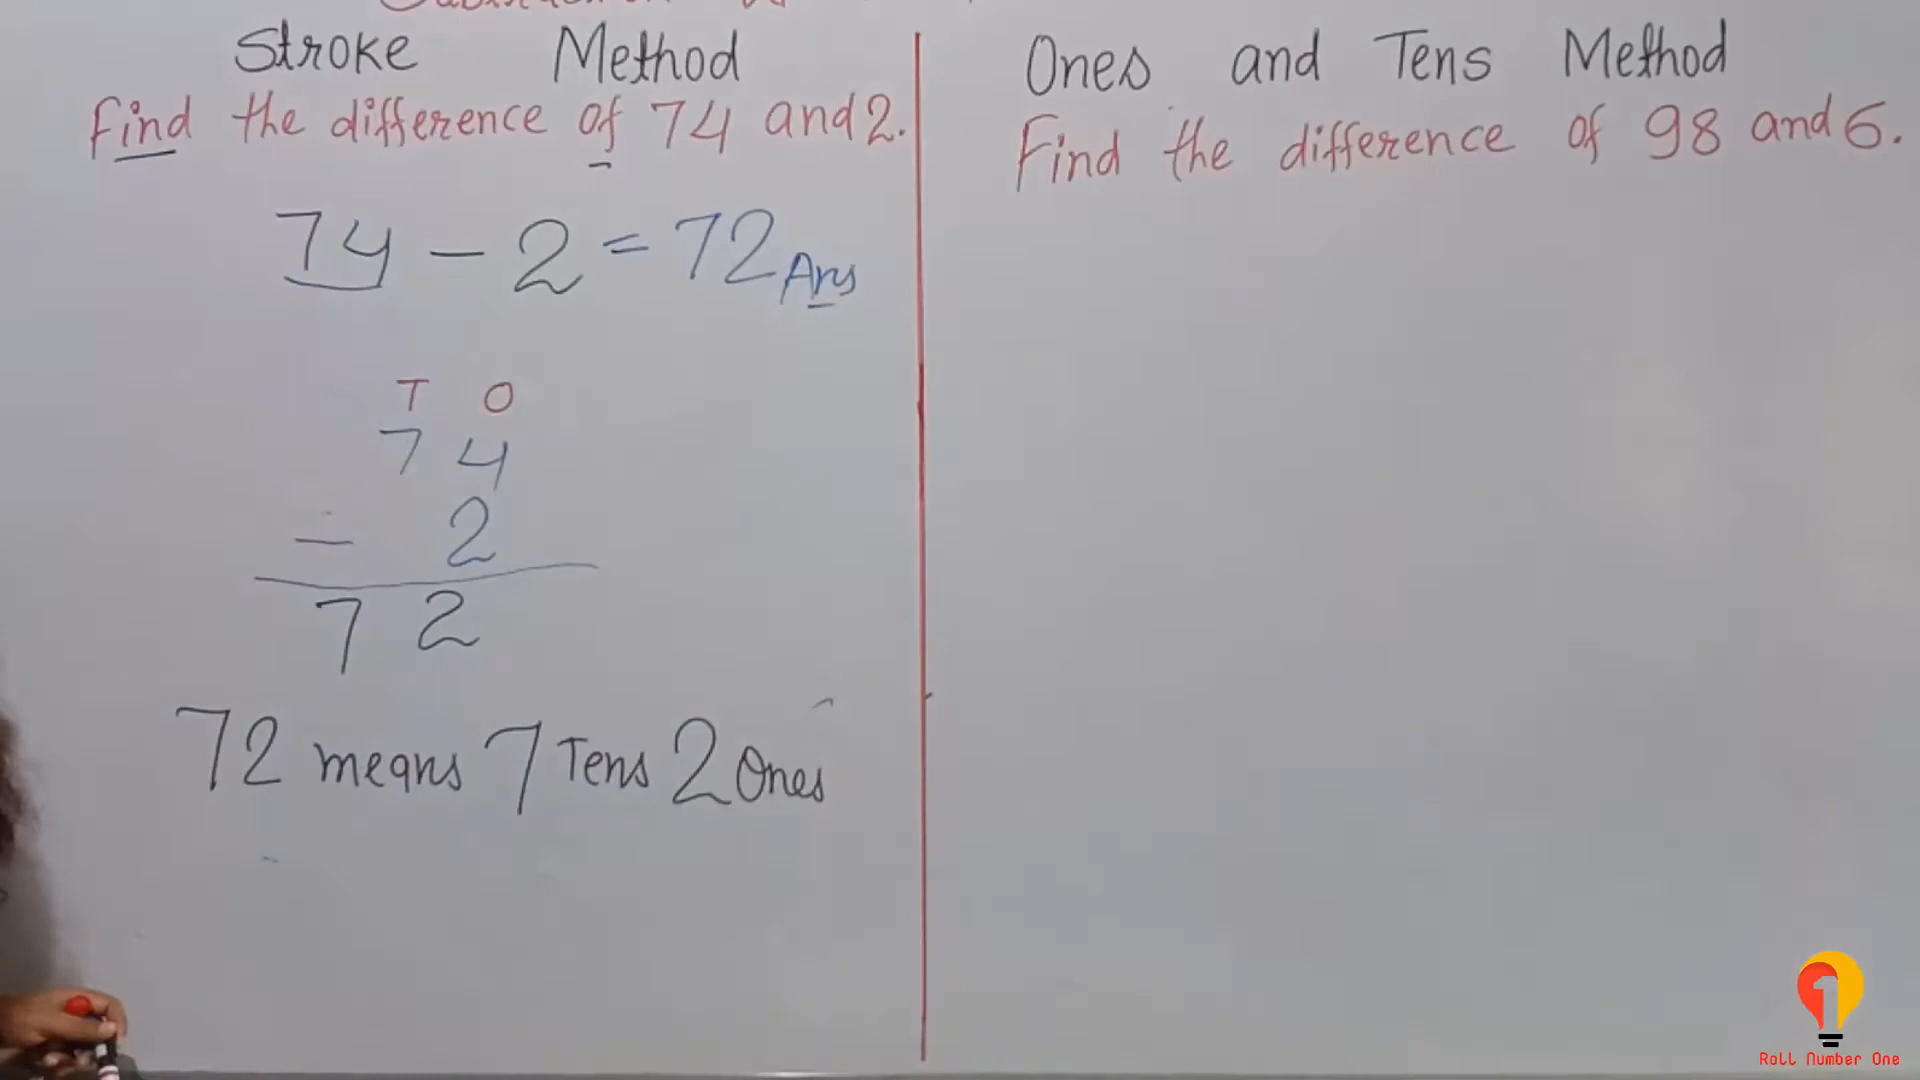 Stroke Method
Find the difference of 74 and 2.
74 - 2 = 72 Ans
T O
7 4
- 2
7 2
72 means 7 Tens 2 Ones
Ones and Tens Method
Find the difference of 98 and 6.
1
Roll Number One